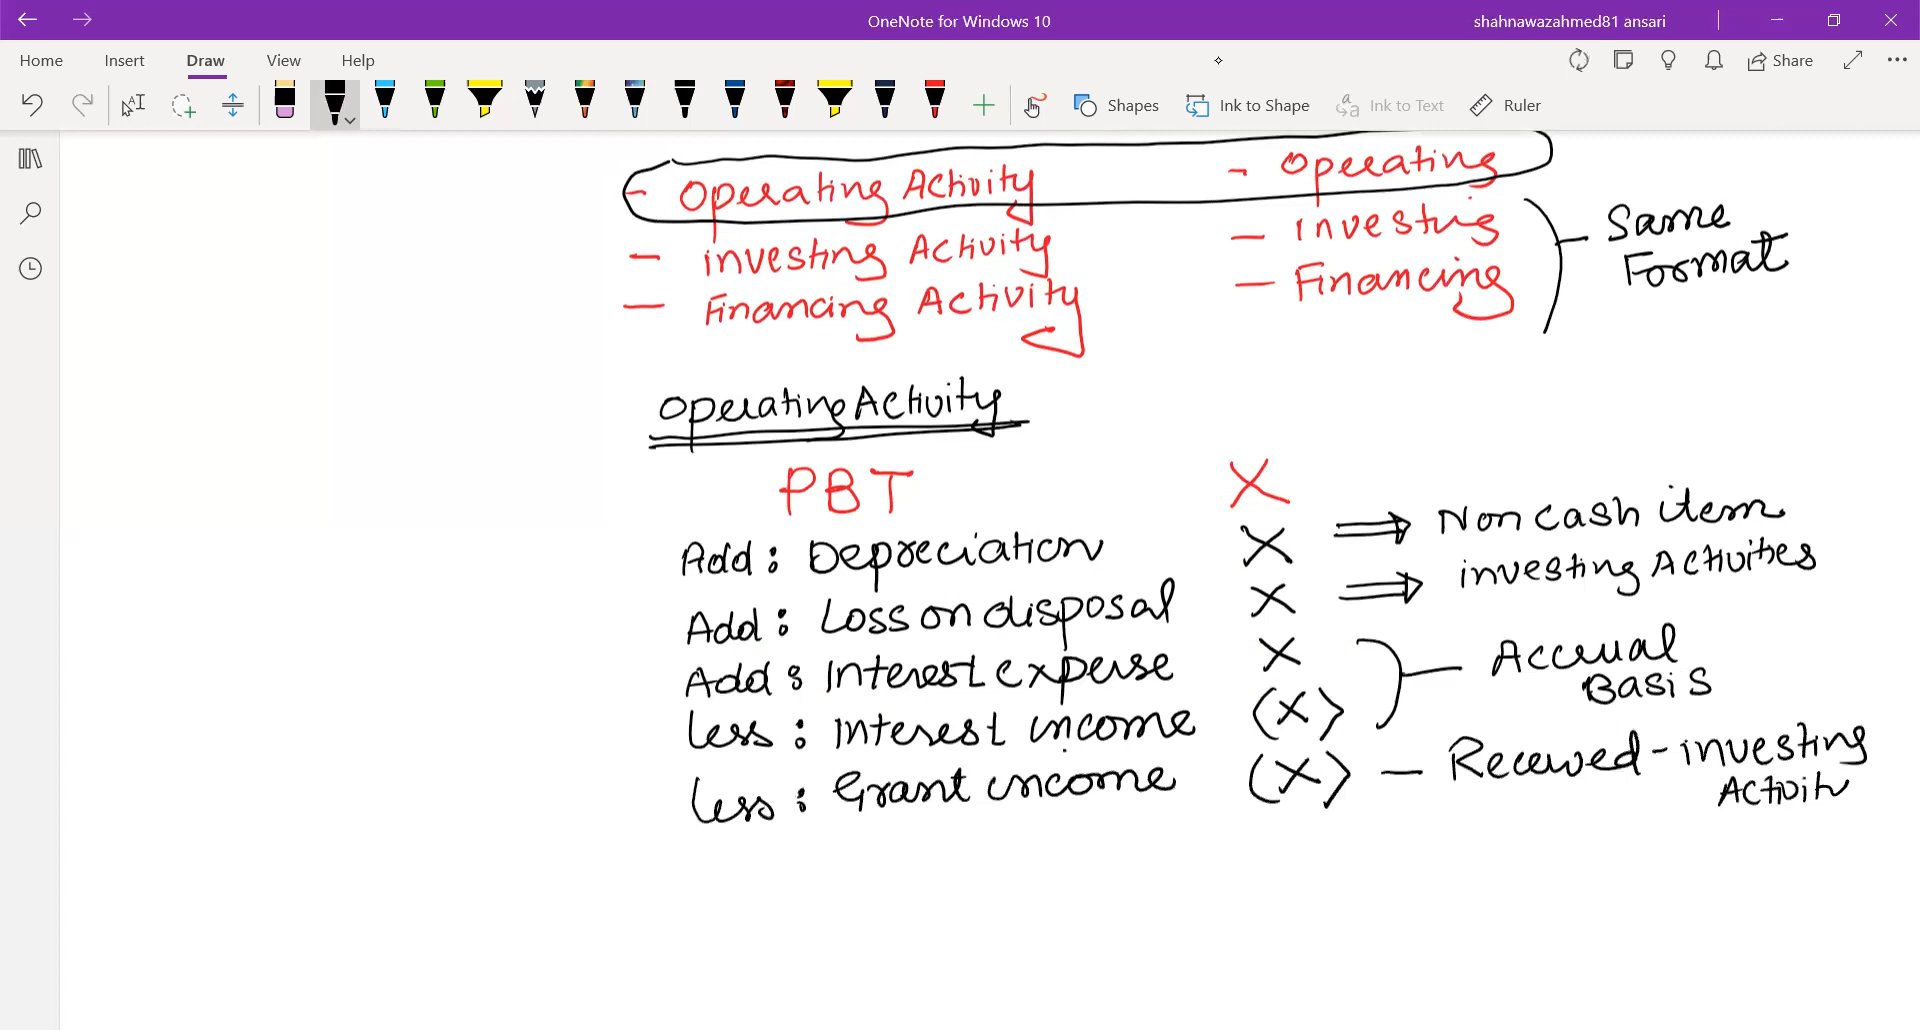 OneNote for Windows 10
shahnawazahmed81 ansari
Home Insert Draw View Help
Share
Shapes Ink to Shape Ink to Text Ruler
- Operating Activity - Operating
- investing Activity - Investing
- Financing Activity - Financing
Same
Format
Operating Activity
PBT X
Add: Depreciation X ⇒ Non cash item
Add: Loss on disposal X ⇒ investing Activities
Add: Interest expense X
Accrual
Basis
Less: Interest income (X)
Less: Grant income (X) - Received - investing
Activity